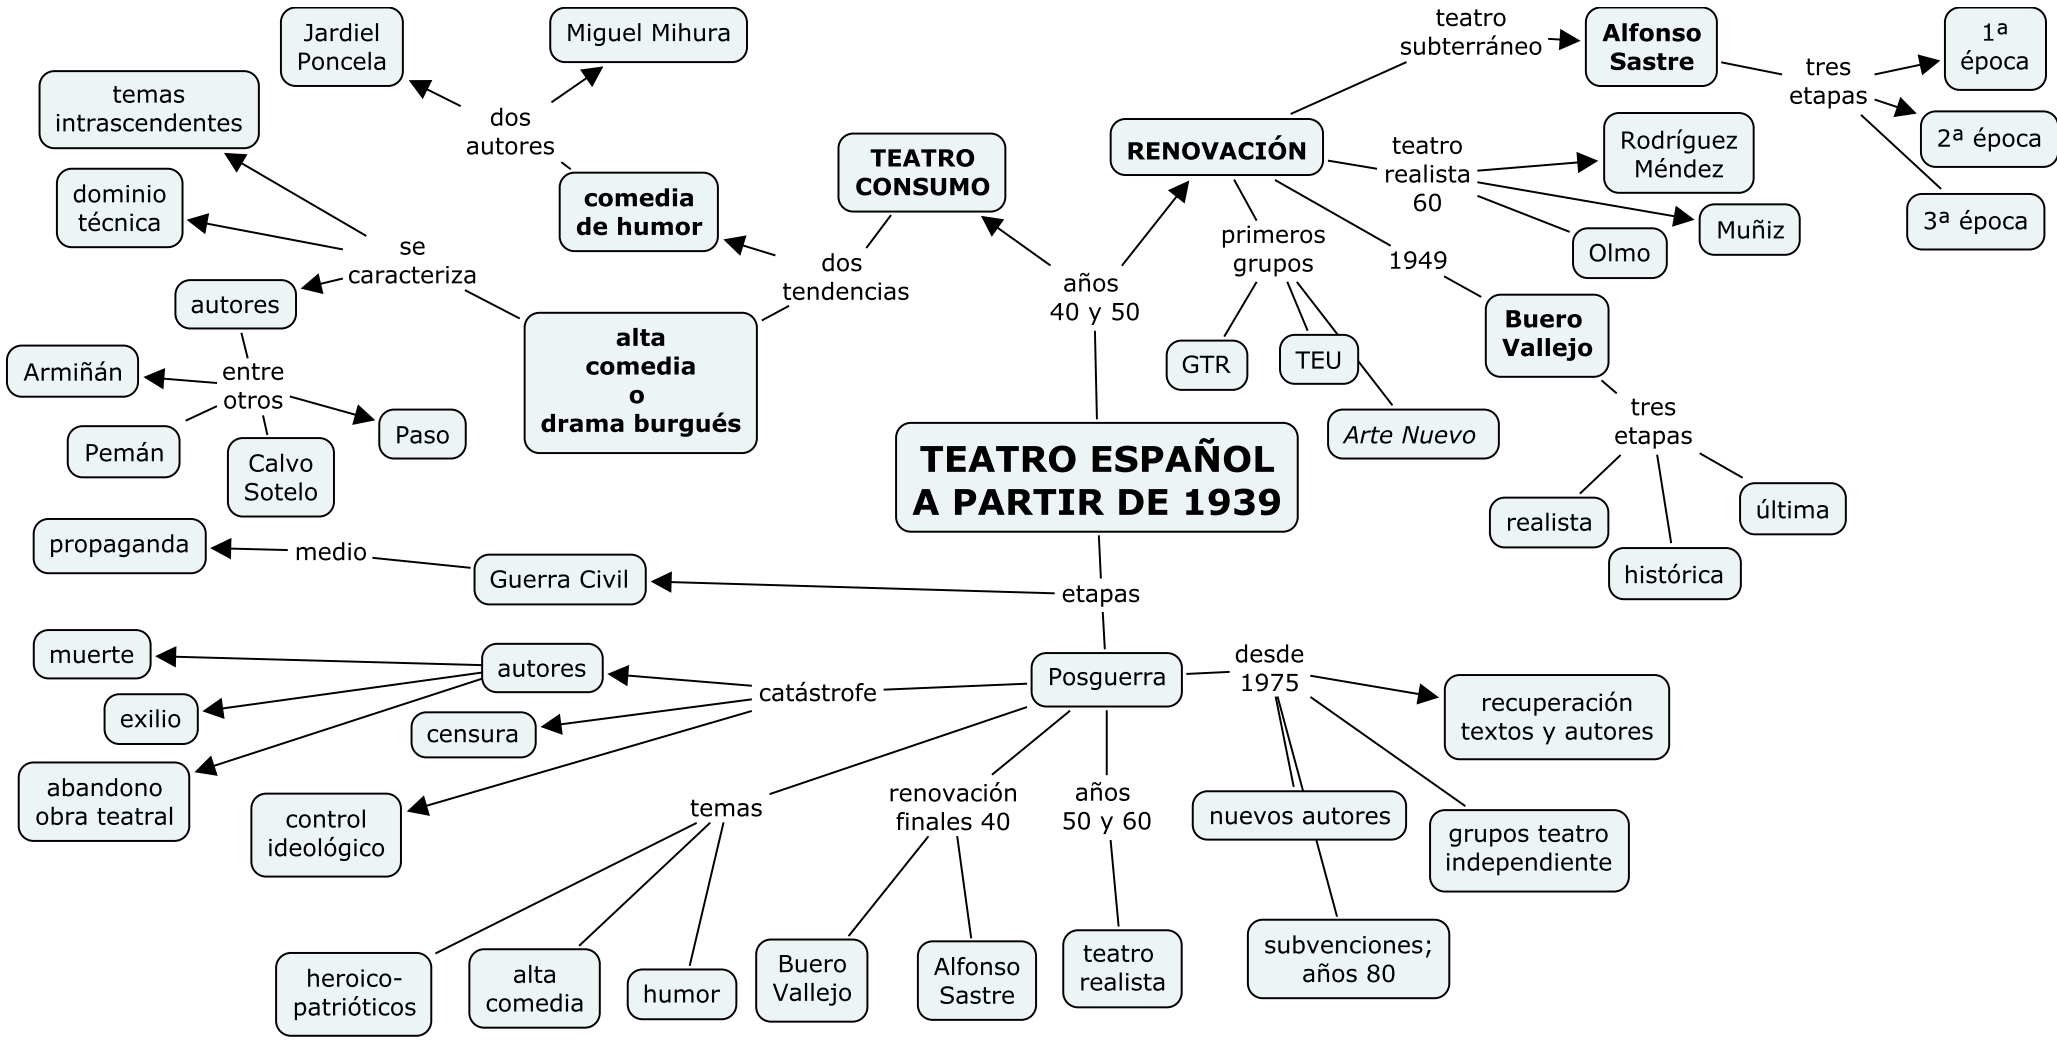 Jardiel
Poncela
Miguel Mihura
teatro
subterráneo
Alfonso
Sastre
1ª
época
tres
etapas
2ª época
3ª época
temas
intrascendentes
dos
autores
TEATRO
CONSUMO
RENOVACIÓN
teatro
realista
60
Rodríguez
Méndez
Muñiz
Olmo
dominio
técnica
comedia
de humor
se
caracteriza
dos
tendencias
años
40 y 50
primeros
grupos
1949
autores
alta
comedia
o
drama burgués
GTR
TEU
Arte Nuevo
Buero
Vallejo
Armiñán
entre
otros
Pemán
Calvo
Sotelo
Paso
tres
etapas
realista
histórica
última
TEATRO ESPAÑOL
A PARTIR DE 1939
propaganda
medio
Guerra Civil
etapas
muerte
exilio
abandono
obra teatral
autores
censura
control
ideológico
catástrofe
Posguerra
desde
1975
recuperación
textos y autores
temas
renovación
finales 40
años
50 y 60
nuevos autores
grupos teatro
independiente
heroico-
patrióticos
alta
comedia
humor
Buero
Vallejo
Alfonso
Sastre
teatro
realista
subvenciones;
años 80